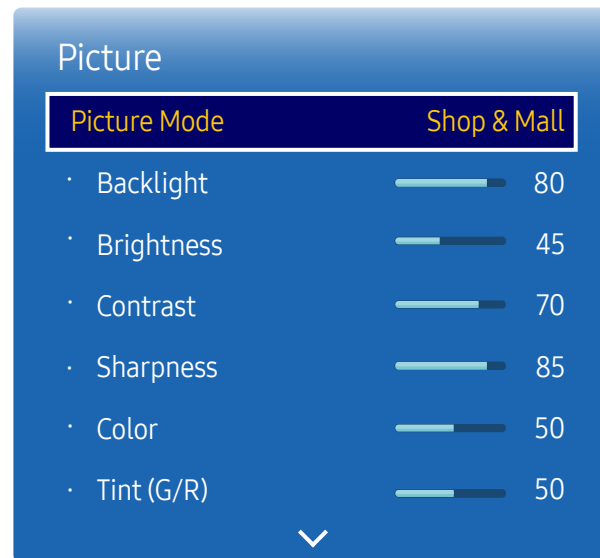 Picture
Picture Mode Shop & Mall
· Backlight 80
· Brightness 45
· Contrast 70
· Sharpness 85
· Color 50
· Tint (G/R) 50